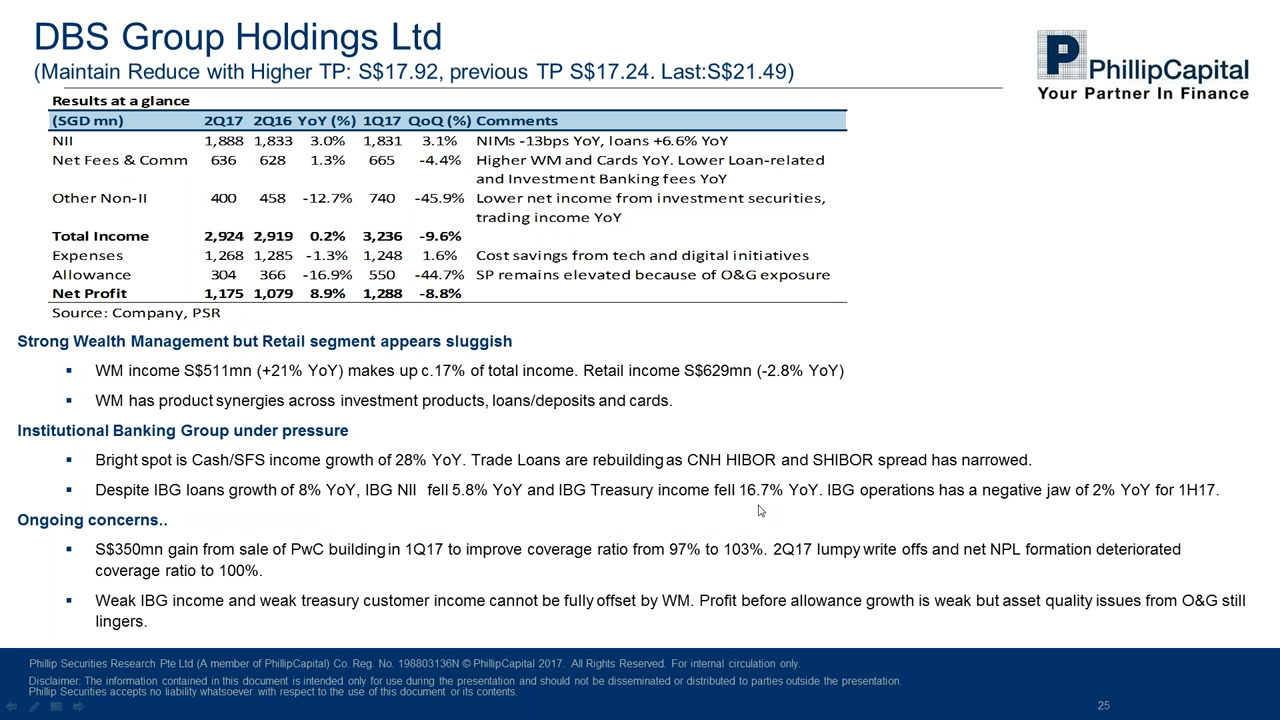 DBS Group Holdings Ltd
(Maintain Reduce with Higher TP: S$17.92, previous TP S$17.24. Last:S$21.49)
P
PhillipCapital
Your Partner In Finance
Results at a glance
(SGD mn) 2Q17 2Q16 YoY (%) 1Q17 QoQ (%) Comments
NII 1,888 1,833 3.0% 1,831 3.1% NIMs -13bps YoY, loans +6.6% YoY
Net Fees & Comm 636 628 1.3% 665 -4.4% Higher WM and Cards YoY. Lower Loan-related
and Investment Banking fees YoY
Other Non-II 400 458 -12.7% 740 -45.9% Lower net income from investment securities,
trading income YoY
Total Income 2,924 2,919 0.2% 3,236 -9.6%
Expenses 1,268 1,285 -1.3% 1,248 1.6% Cost savings from tech and digital initiatives
Allowance 304 366 -16.9% 550 -44.7% SP remains elevated because of O&G exposure
Net Profit 1,175 1,079 8.9% 1,288 -8.8%
Source: Company, PSR
Strong Wealth Management but Retail segment appears sluggish
▪ WM income S$511mn (+21% YoY) makes up c.17% of total income. Retail income S$629mn (-2.8% YoY)
▪ WM has product synergies across investment products, loans/deposits and cards.
Institutional Banking Group under pressure
▪ Bright spot is Cash/SFS income growth of 28% YoY. Trade Loans are rebuilding as CNH HIBOR and SHIBOR spread has narrowed.
▪ Despite IBG loans growth of 8% YoY, IBG NII fell 5.8% YoY and IBG Treasury income fell 16.7% YoY. IBG operations has a negative jaw of 2% YoY for 1H17.
Ongoing concerns..
▪ S$350mn gain from sale of PwC building in 1Q17 to improve coverage ratio from 97% to 103%. 2Q17 lumpy write offs and net NPL formation deteriorated
coverage ratio to 100%.
▪ Weak IBG income and weak treasury customer income cannot be fully offset by WM. Profit before allowance growth is weak but asset quality issues from O&G still
lingers.
Phillip Securities Research Pte Ltd (A member of PhillipCapital) Co. Reg. No. 198803136N © PhillipCapital 2017. All Rights Reserved. For internal circulation only.
Disclaimer: The information contained in this document is intended only for use during the presentation and should not be disseminated or distributed to parties outside the presentation.
Phillip Securities accepts no liability whatsoever with respect to the use of this document or its contents.
25